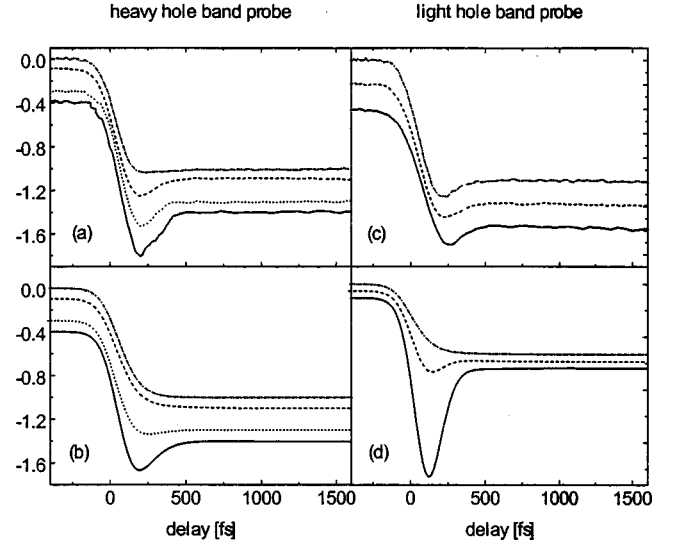 heavy hole band probe
light hole band probe
0.0
-0.4
-0.8
-1.2
-1.6
(a)
(c)
0.0
-0.4
-0.8
-1.2
-1.6
(b)
(d)
0 500 1000 1500
0 500 1000 1500
delay [fs]
delay [fs]